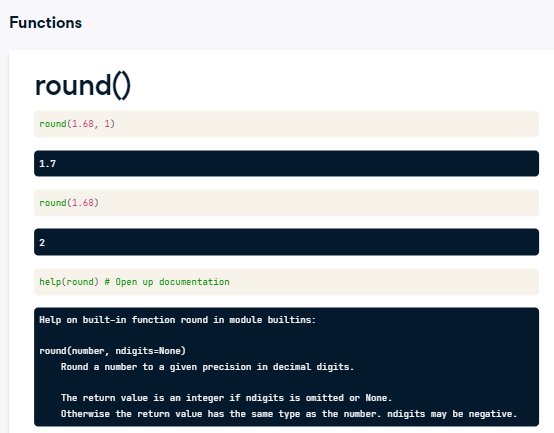 Functions
round()
round(1.68, 1)
1.7
round(1.68)
2
help(round) # Open up documentation
Help on built-in function round in module builtins:
round(number, ndigits=None)
Round a number to a given precision in decimal digits.
The return value is an integer if ndigits is omitted or None.
Otherwise the return value has the same type as the number. ndigits may be negative.